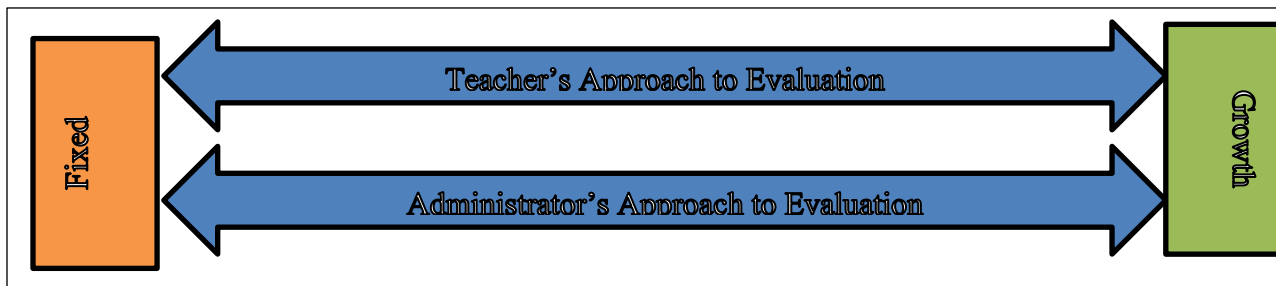 Fixed
Teacher’s Approach to Evaluation
Administrator’s Approach to Evaluation
Growth